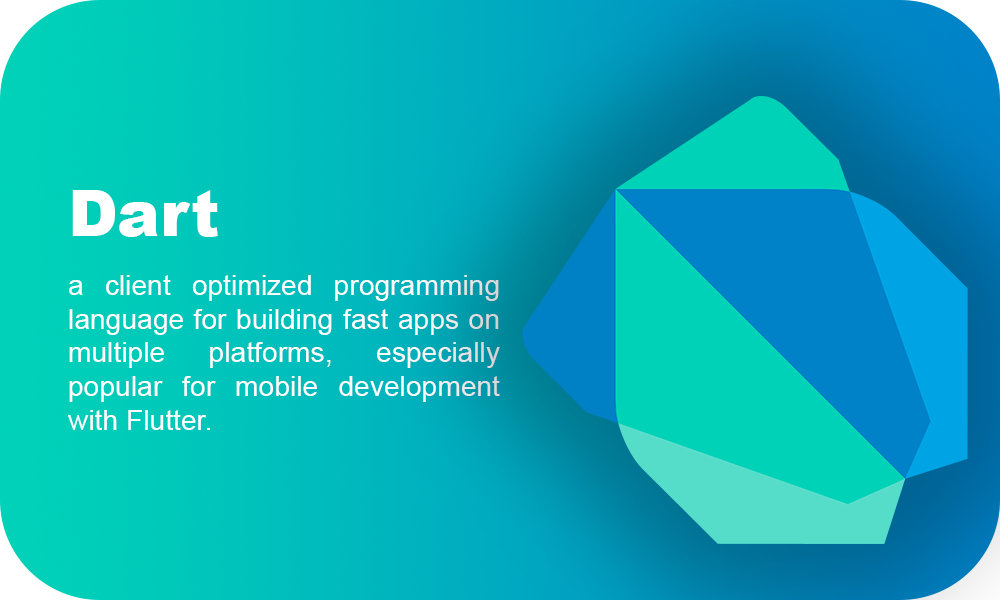 Dart
a client optimized programming
language for building fast apps on
multiple platforms, especially
popular for mobile development
with Flutter.